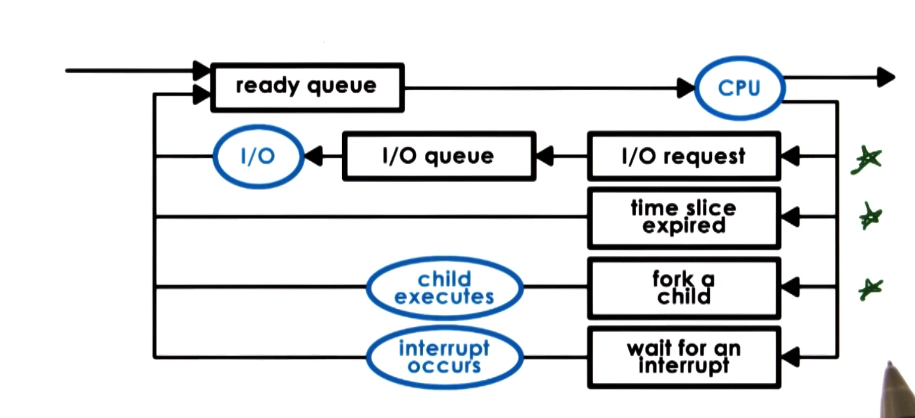 ready queue
CPU
I/O
I/O queue
I/O request
time slice
expired
child
executes
fork a
child
interrupt
occurs
wait for an
interrupt